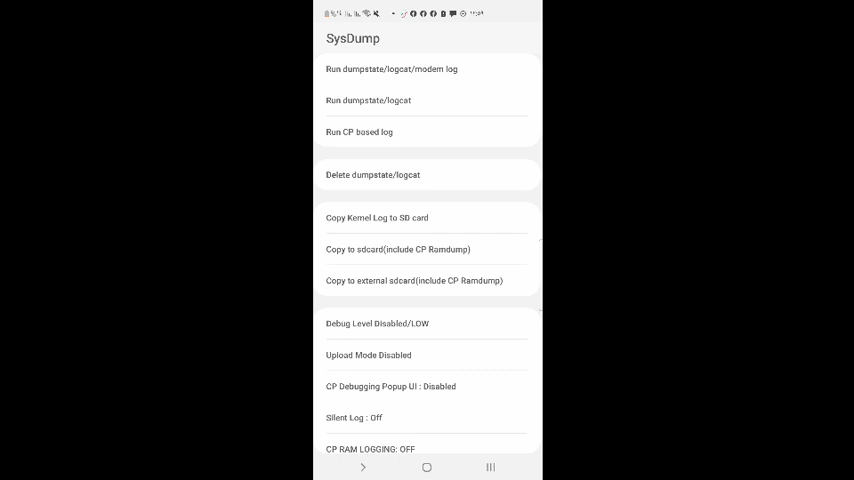 SysDump
Run dumpstate/logcat/modem log
Run dumpstate/logcat
Run CP based log
Delete dumpstate/logcat
Copy Kernel Log to SD card
Copy to sdcard(include CP Ramdump)
Copy to external sdcard(include CP Ramdump)
Debug Level Disabled/LOW
Upload Mode Disabled
CP Debugging Popup UI : Disabled
Silent Log : Off
CP RAM LOGGING: OFF